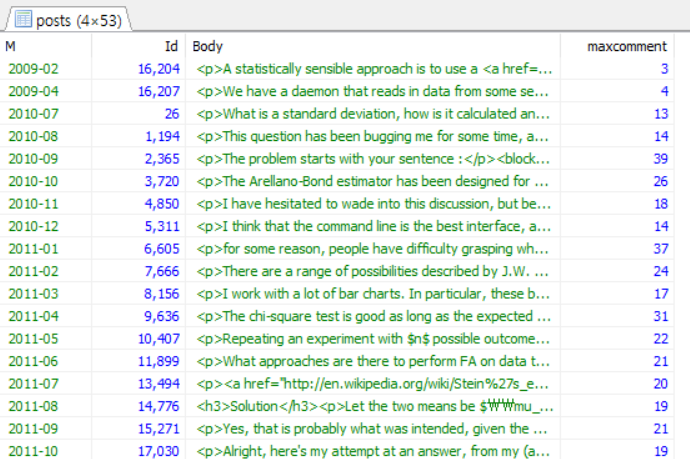 posts (4×53)
M Id Body maxcomment
2009-02 16,204 <p>A statistically sensible approach is to use a <a href=... 3
2009-04 16,207 <p>We have a daemon that reads in data from some se... 4
2010-07 26 <p>What is a standard deviation, how is it calculated an... 13
2010-08 1,194 <p>This question has been bugging me for some time, a... 14
2010-09 2,365 <p>The problem starts with your sentence :</p><block... 39
2010-10 3,720 <p>The Arellano-Bond estimator has been designed for ... 26
2010-11 4,850 <p>I have hesitated to wade into this discussion, but be... 18
2010-12 5,311 <p>I think that the command line is the best interface, a... 14
2011-01 6,605 <p>for some reason, people have difficulty grasping wh... 37
2011-02 7,666 <p>There are a range of possibilities described by J.W. ... 24
2011-03 8,156 <p>I work with a lot of bar charts. In particular, these b... 17
2011-04 9,636 <p>The chi-square test is good as long as the expected ... 31
2011-05 10,407 <p>Repeating an experiment with $n$ possible outcome... 22
2011-06 11,899 <p>What approaches are there to perform FA on data t... 21
2011-07 13,494 <p><a href="http://en.wikipedia.org/wiki/Stein%27s_e... 20
2011-08 14,776 <h3>Solution</h3><p>Let the two means be $₩₩mu_... 19
2011-09 15,271 <p>Yes, that is probably what was intended, given the ... 21
2011-10 17,030 <p>Alright, here's my attempt at an answer, from my (a... 19